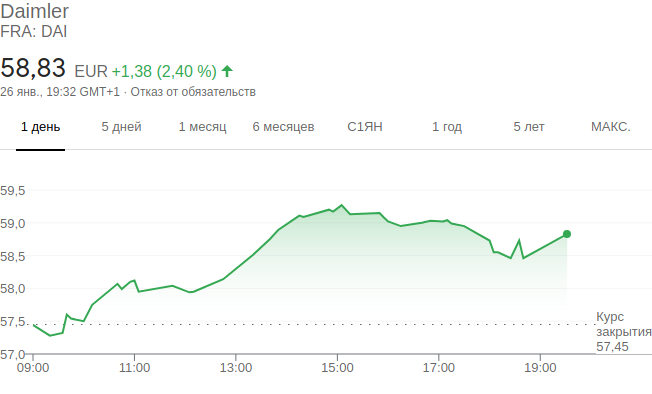 Daimler
FRA: DAI
58,83 EUR +1,38 (2,40 %)
26 янв., 19:32 GMT+1 · Отказ от обязательств
1 день 5 дней 1 месяц 6 месяцев С1ЯН 1 год 5 лет МАКС.
59,5
59,0
58,5
58,0
57,5
57,0
Курс
закрытия
57,45
09:00 11:00 13:00 15:00 17:00 19:00